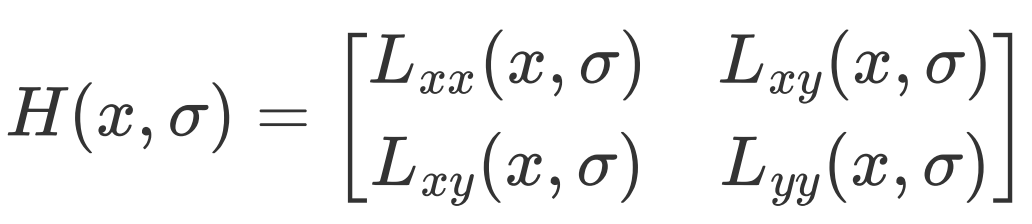 H(x, σ) = [ L_xx(x, σ) L_xy(x, σ)
L_xy(x, σ) L_yy(x, σ) ]